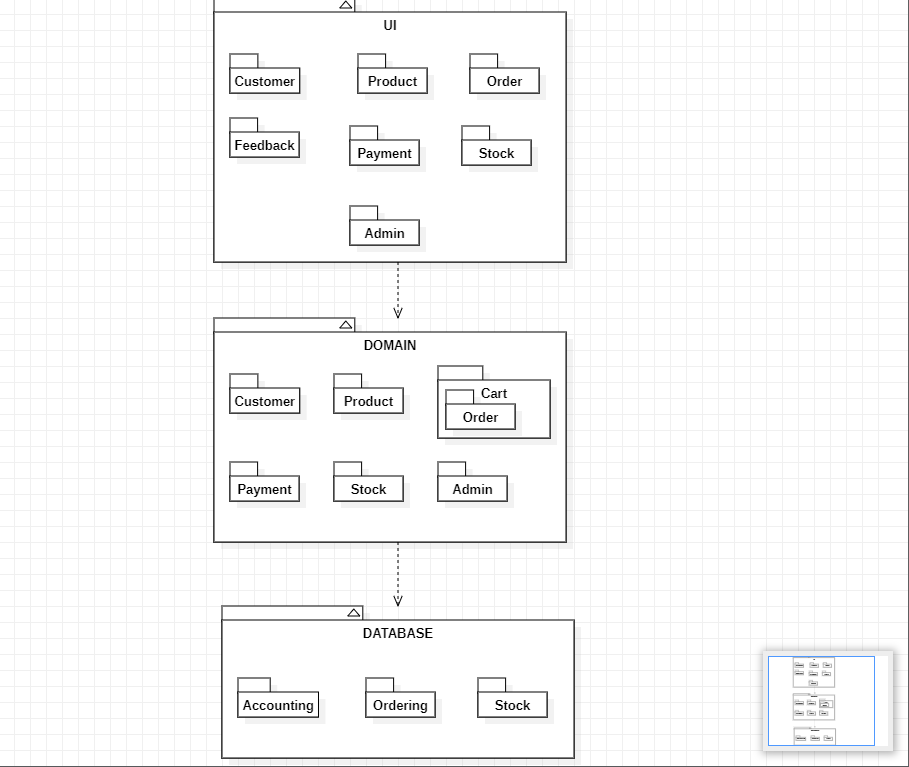 UI
Customer
Product
Order
Feedback
Payment
Stock
Admin
DOMAIN
Customer
Product
Cart
Order
Payment
Stock
Admin
DATABASE
Accounting
Ordering
Stock